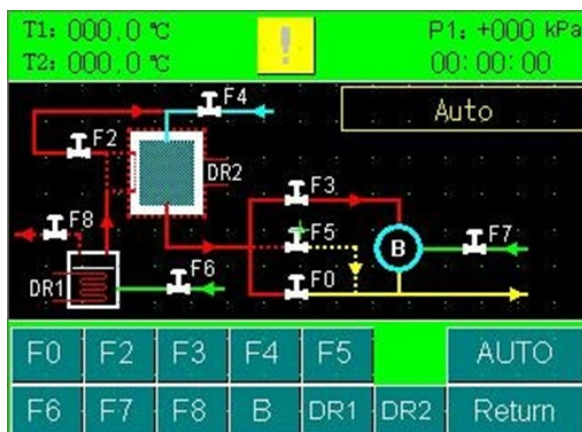 T1: 000.0 ℃
P1: +000 kPa
T2: 000.0 ℃
00:00:00
!
F4
Auto
F2
DR2
F3
F8
F5
B
F7
F6
DR1
F0
F0 F2 F3 F4 F5 AUTO
F6 F7 F8 B DR1 DR2 Return